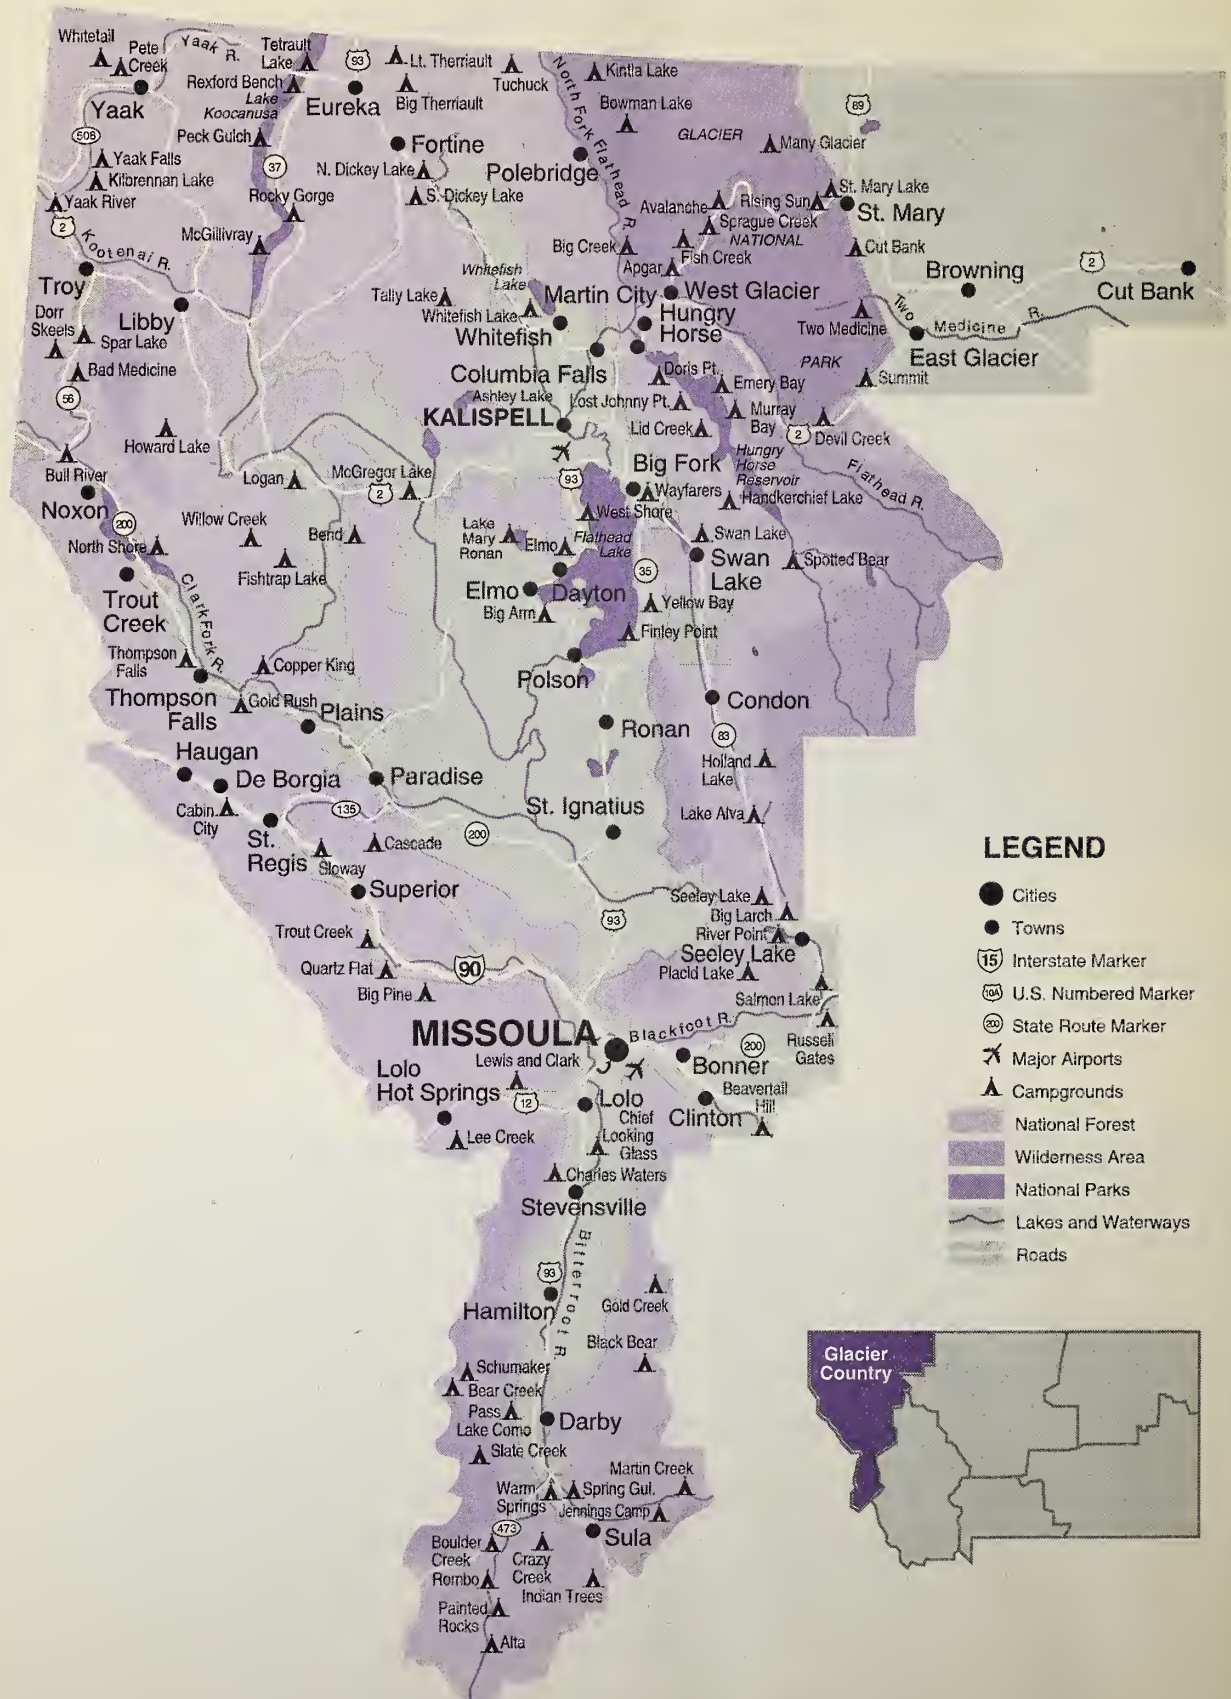 Whitetail
Pete
Creek
Yaak R.
Tetrault
Lake
93
Lt. Therriault
Tuchuck
North Fork Flathead R.
Kintla Lake
Rexford Bench
Lake
Koocanusa
Eureka
Big Therriault
Bowman Lake
89
Yaak
508
Peck Gulch
Fortine
GLACIER
Many Glacier
Yaak Falls
37
N. Dickey Lake
Polebridge
Kilbrennan Lake
Yaak River
Rocky Gorge
S. Dickey Lake
Avalanche
Rising Sun
St. Mary Lake
St. Mary
2
Kootenai R.
McGillivray
Sprague Creek
NATIONAL
Big Creek
Fish Creek
Cut Bank
Apgar
Browning
2
Cut Bank
Troy
Whitefish
Lake
Tally Lake
Martin City
West Glacier
Whitefish Lake
Dorr
Skeels
Libby
Hungry
Horse
Two Medicine
Two Medicine R.
Spar Lake
Whitefish
East Glacier
Bad Medicine
Columbia Falls
Doris Pt.
PARK
Summit
Emery Bay
56
Ashley Lake
Lost Johnny Pt.
KALISPELL
Murray
Bay
Howard Lake
Lid Creek
2
Devil Creek
Bull River
Logan
McGregor Lake
2
93
Big Fork
Hungry
Horse
Reservoir
Flathead R.
Noxon
200
Wayfarers
Handkerchief Lake
West Shore
Willow Creek
Bend
Lake
Mary
Ronan
Elmo
Flathead
Lake
Swan Lake
North Shore
Fishtrap Lake
35
Swan
Lake
Spotted Bear
Trout
Creek
Clark Fork R.
Elmo
Dayton
Big Arm
Yellow Bay
Finley Point
Thompson
Falls
Copper King
Polson
Thompson
Falls
Gold Rush
Plains
Condon
Ronan
83
Haugan
De Borgia
Paradise
Holland
Lake
Cabin
City
135
St. Ignatius
Lake Alva
St.
Regis
200
Cascade
Sloway
Superior
LEGEND
Seeley Lake
Cities
Big Larch
93
River Point
Towns
Trout Creek
Seeley Lake
15
Interstate Marker
Quartz Flat
90
Placid Lake
Big Pine
Salmon Lake
10A
U.S. Numbered Marker
MISSOULA
Blackfoot R.
200
State Route Marker
Russell
Gates
200
Major Airports
Lewis and Clark
Bonner
Lolo
Hot Springs
12
Lolo
Beavertail
Hill
Clinton
Campgrounds
Chief
Looking
Glass
National Forest
Lee Creek
Wilderness Area
Charles Waters
National Parks
Stevensville
Lakes and Waterways
Bitterroot R.
Roads
93
Hamilton
Gold Creek
Black Bear
Glacier
Country
Schumaker
Bear Creek
Pass
Lake Como
Darby
Slate Creek
Martin Creek
Warm
Springs
Spring Gul.
Jennings Camp
473
Sula
Boulder
Creek
Crazy
Creek
Rombo
Indian Trees
Painted
Rocks
Alta